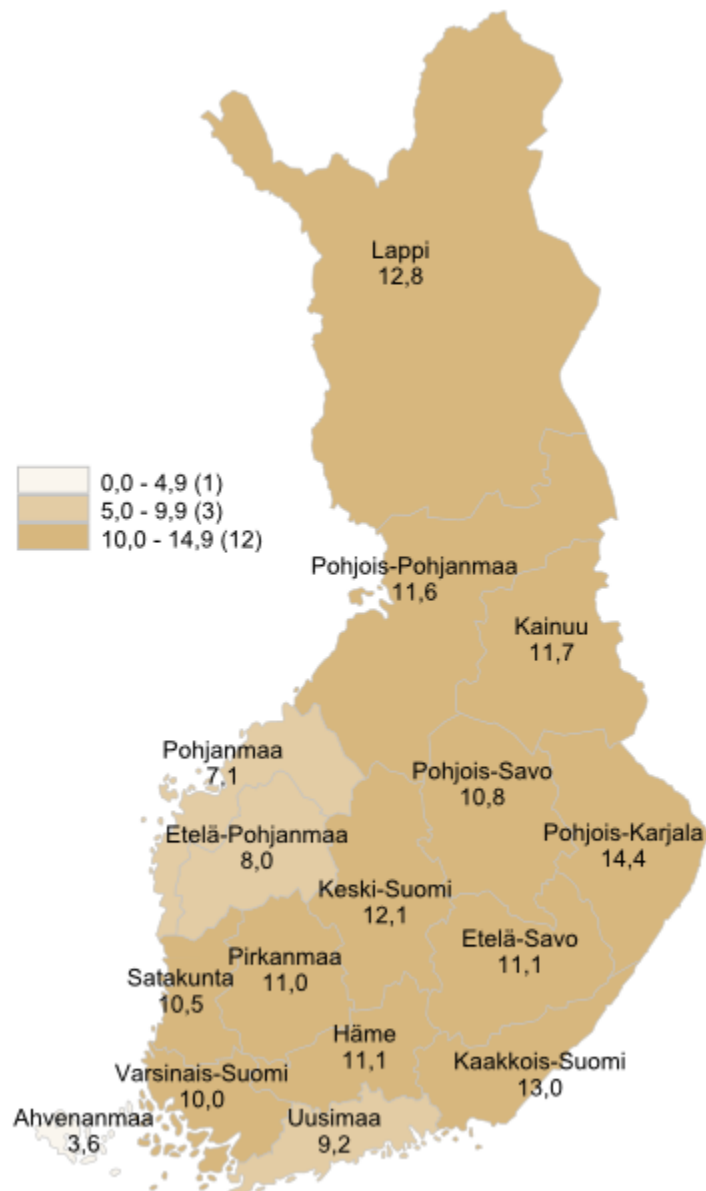 Lappi
12,8
0,0 - 4,9 (1)
5,0 - 9,9 (3)
10,0 - 14,9 (12)
Pohjois-Pohjanmaa
11,6
Kainuu
11,7
Pohjanmaa
7,1
Pohjois-Savo
10,8
Etelä-Pohjanmaa
8,0
Pohjois-Karjala
14,4
Keski-Suomi
12,1
Etelä-Savo
11,1
Pirkanmaa
11,0
Satakunta
10,5
Häme
11,1
Kaakkois-Suomi
13,0
Varsinais-Suomi
10,0
Ahvenanmaa
3,6
Uusimaa
9,2